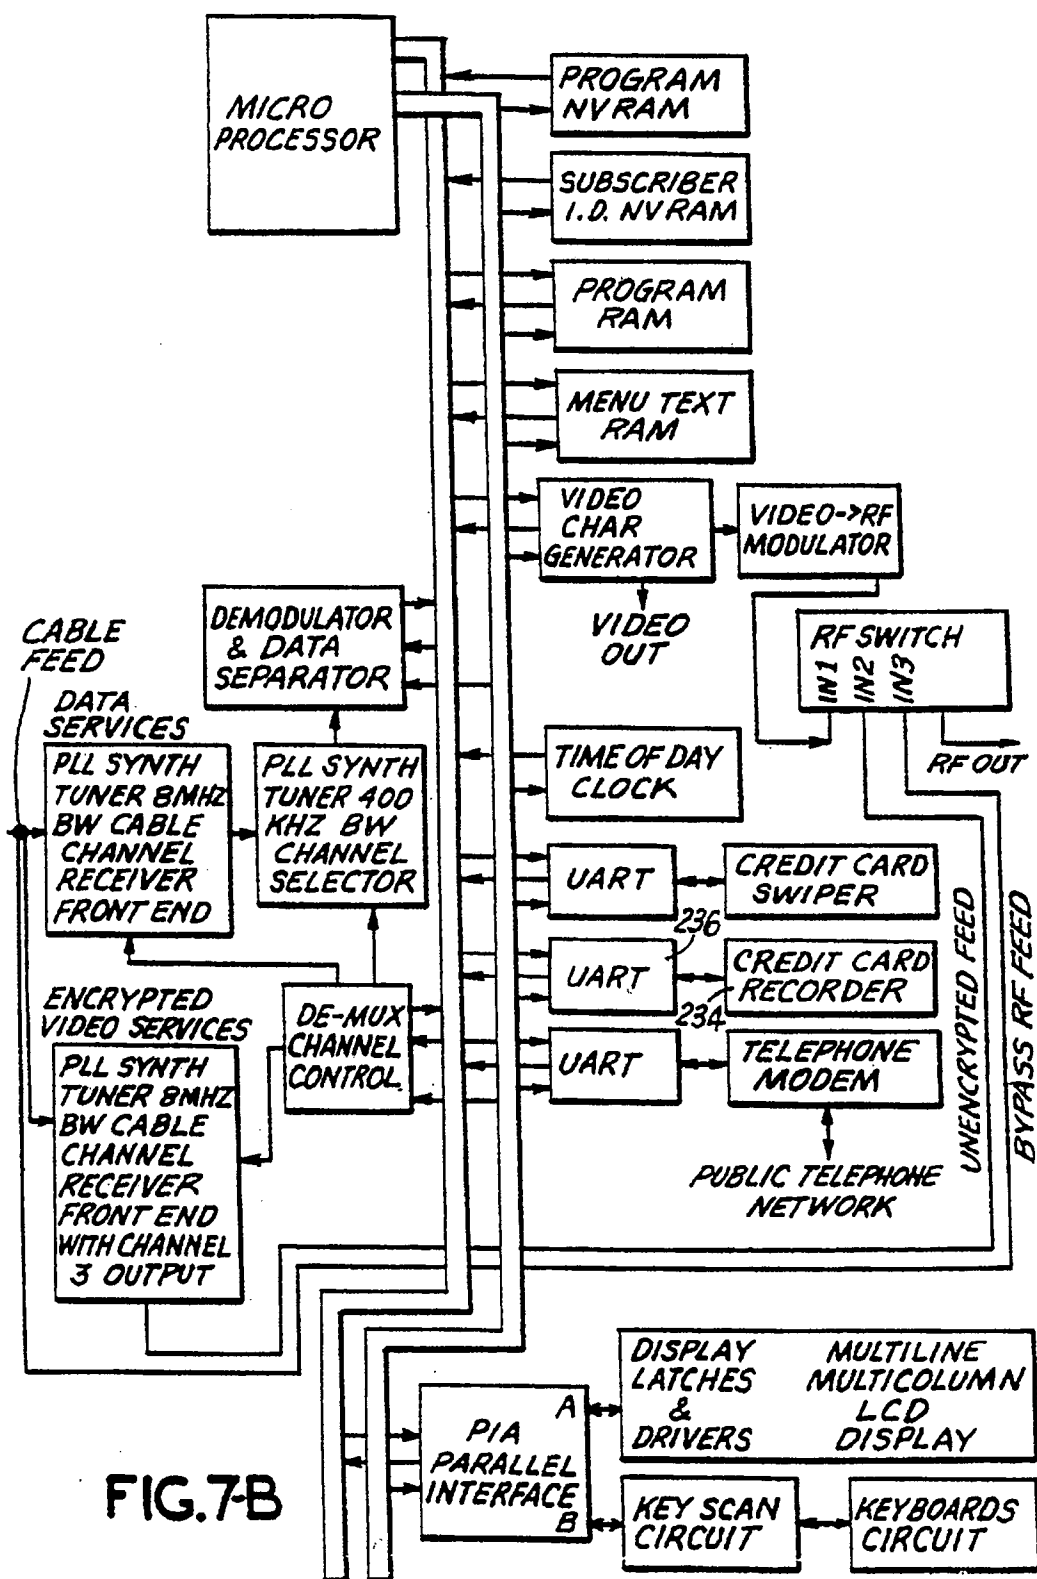 MICRO
PROCESSOR
PROGRAM
NVRAM
SUBSCRIBER
I.D. NVRAM
PROGRAM
RAM
MENU TEXT
RAM
VIDEO
CHAR
GENERATOR
VIDEO->RF
MODULATOR
VIDEO
OUT
DEMODULATOR
& DATA
SEPARATOR
RF SWITCH
IN1
IN2
IN3
RF OUT
CABLE
FEED
DATA
SERVICES
PLL SYNTH
TUNER 8MHZ
BW CABLE
CHANNEL
RECEIVER
FRONT END
PLL SYNTH
TUNER 400
KHZ BW
CHANNEL
SELECTOR
TIME OF DAY
CLOCK
UART
CREDIT CARD
SWIPER
236
UART
234
CREDIT CARD
RECORDER
UART
TELEPHONE
MODEM
PUBLIC TELEPHONE
NETWORK
UNENCRYPTED FEED
BYPASS RF FEED
DE-MUX
CHANNEL
CONTROL
ENCRYPTED
VIDEO SERVICES
PLL SYNTH
TUNER 8MHZ
BW CABLE
CHANNEL
RECEIVER
FRONT END
WITH CHANNEL
3 OUTPUT
A
PIA
PARALLEL
INTERFACE
B
DISPLAY
LATCHES
&
DRIVERS
MULTILINE
MULTICOLUMN
LCD
DISPLAY
KEY SCAN
CIRCUIT
KEYBOARDS
CIRCUIT
FIG.7-B